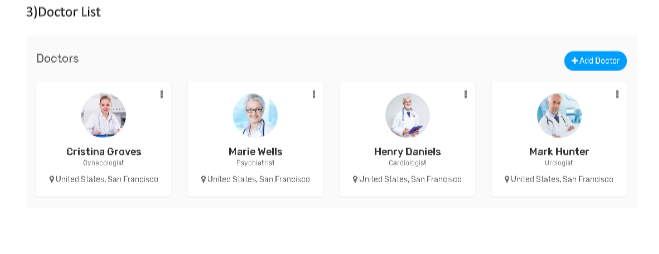 3)Doctor List
Doctors
+ Add Doctor
Cristina Groves
Gynecologist
United States, San Francisco
Marie Wells
Psychiatrist
United States, San Francisco
Henry Daniels
Cardiologist
United States, San Francisco
Mark Hunter
Urologist
United States, San Francisco